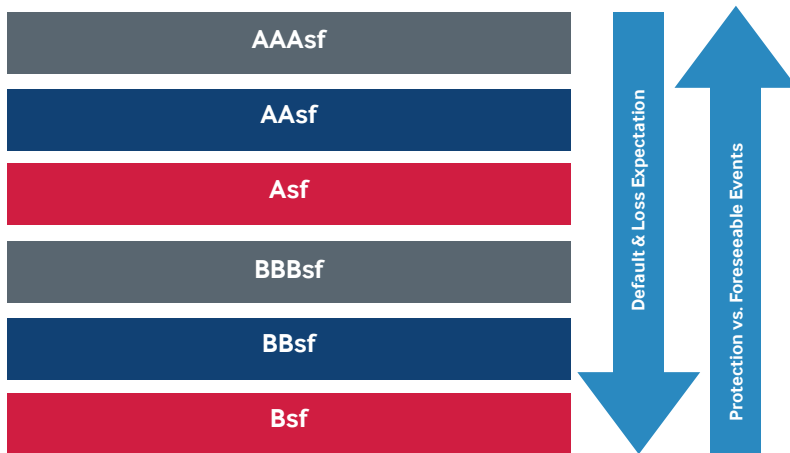 AAAsf
AAsf
Asf
BBBsf
BBsf
Bsf
Default & Loss Expectation
Protection vs. Foreseeable Events